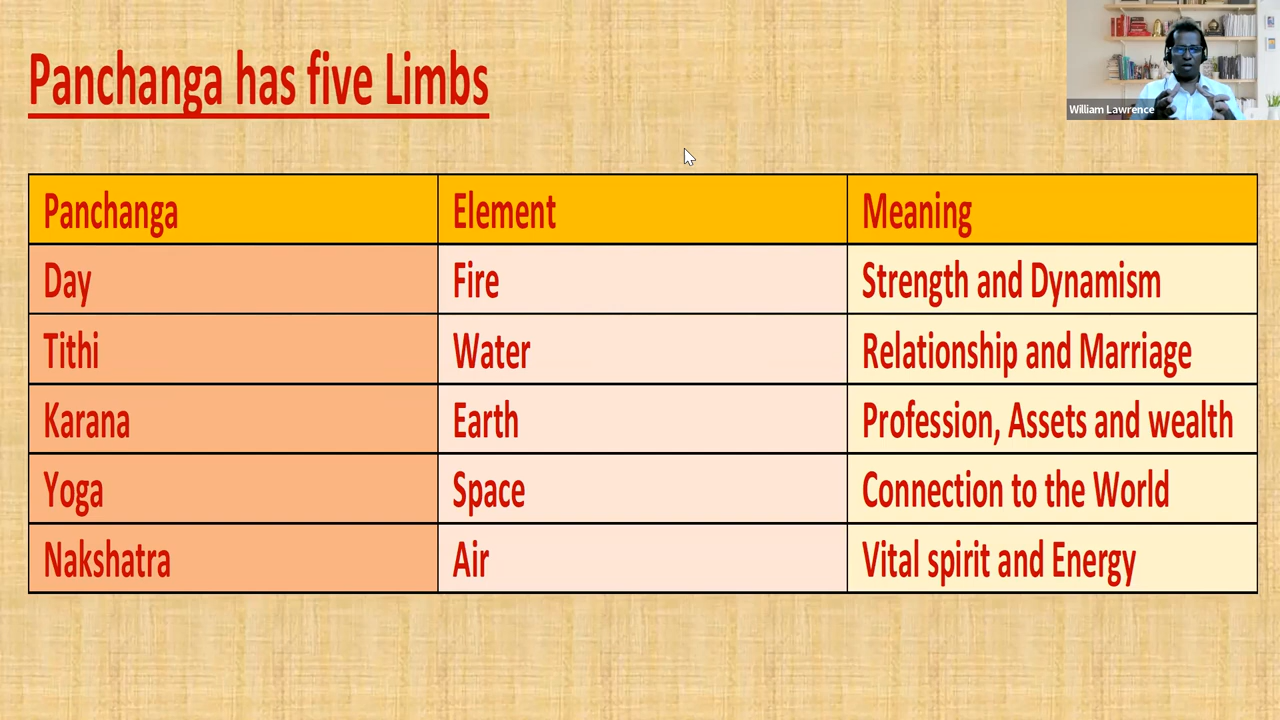 Panchanga has five Limbs
William Lawrence
Panchanga Element Meaning
Day Fire Strength and Dynamism
Tithi Water Relationship and Marriage
Karana Earth Profession, Assets and wealth
Yoga Space Connection to the World
Nakshatra Air Vital spirit and Energy